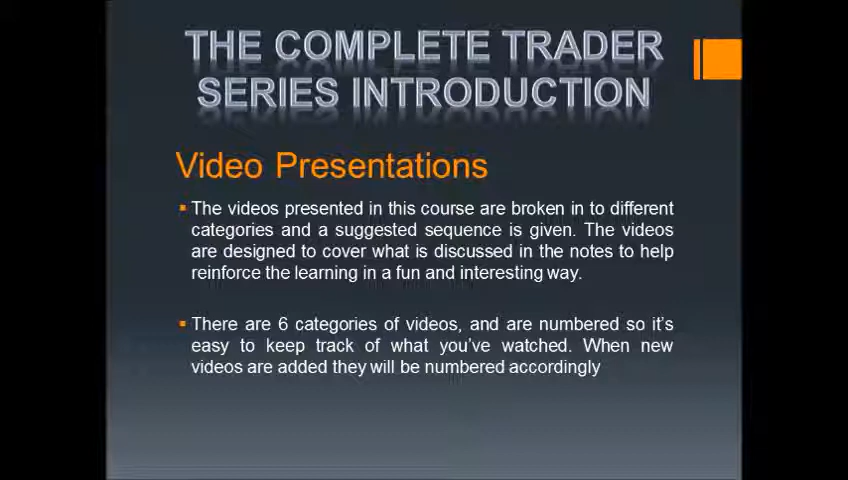 THE COMPLETE TRADER
SERIES INTRODUCTION
Video Presentations
The videos presented in this course are broken in to different
categories and a suggested sequence is given. The videos
are designed to cover what is discussed in the notes to help
reinforce the learning in a fun and interesting way.
There are 6 categories of videos, and are numbered so it's
easy to keep track of what you've watched. When new
videos are added they will be numbered accordingly